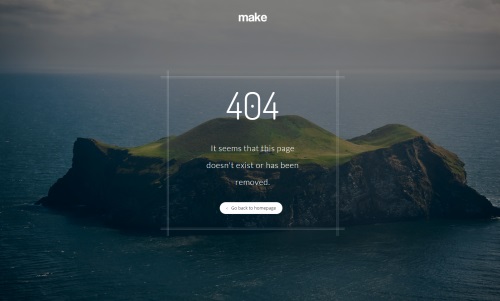 make
404
It seems that this page
doesn't exist or has been
removed.
Go back to homepage